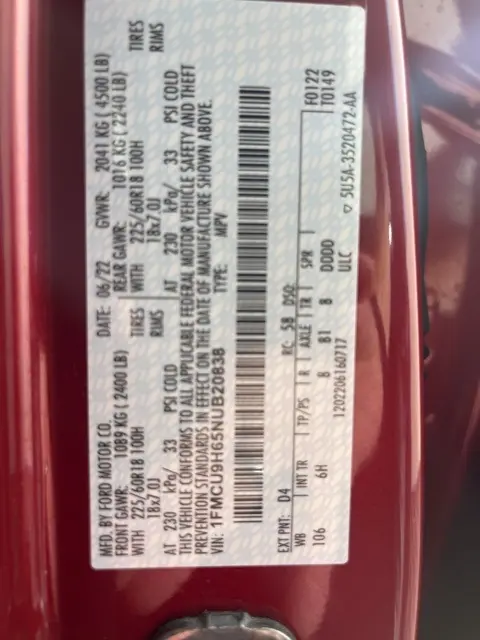 MFD. BY FORD MOTOR CO.
DATE: 06/22 GVWR: 2041 KG ( 4500 LB)
FRONT GAWR: 1089 KG ( 2400 LB) REAR GAWR: 1016 KG ( 2240 LB)
WITH 225/60R18 100H TIRES WITH 225/60R18 100H TIRES
18x7.0J RIMS 18x7.0J RIMS
AT 230 kPa/ 33 PSI COLD AT 230 kPa/ 33 PSI COLD
THIS VEHICLE CONFORMS TO ALL APPLICABLE FEDERAL MOTOR VEHICLE SAFETY AND THEFT
PREVENTION STANDARDS IN EFFECT ON THE DATE OF MANUFACTURE SHOWN ABOVE.
VIN: 1FMCU9H65NUB20838 TYPE: MPV
EXT PNT: D4 RC: 58 DSO: F0122
WB INT TR TP/PS R AXLE TR SPR T0149
106 6H B B1 8 DDDD
1202206160717 ULC 5U5A-3520472-AA